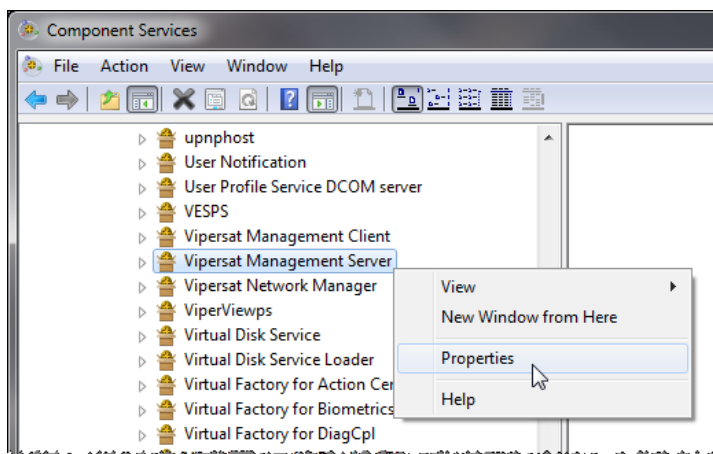 Component Services
File Action View Window Help
upnphost
User Notification
User Profile Service DCOM server
VESPS
Vipersat Management Client
Vipersat Management Server
Vipersat Network Manager
ViperViewps
Virtual Disk Service
Virtual Disk Service Loader
Virtual Factory for Action Cer
Virtual Factory for Biometrics
Virtual Factory for DiagCpl
View
New Window from Here
Properties
Help